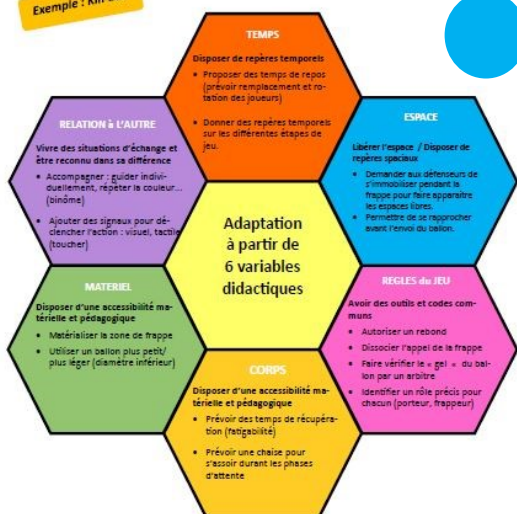 Exemple :
TEMPS
Disposer de repères temporels
• Proposer des temps de repos
(prévoir remplacement et ro-
tation des joueurs)
• Donner des repères temporels
sur les différentes étapes de
jeu.
RELATION à L'AUTRE
Vivre des situations d'échange et
être reconnu dans sa différence
• Accompagner : guider indivi-
duellement, répéter la couleur...
(binôme)
• Ajouter des signaux pour dé-
clencher l'action : visuel, tactile
(toucher)
ESPACE
Libérer l'espace / Disposer de
repères spaciaux
• Demander aux défenseurs de
s'immobiliser pendant la
frappe pour faire apparaitre
les espaces libres.
• Permettre de se rapprocher
avant l'envoi du ballon.
Adaptation
à partir de
6 variables
didactiques
MATERIEL
Disposer d'une accessibilité ma-
térielle et pédagogique
• Matérialiser la zone de frappe
• Utiliser un ballon plus petit/
plus léger (diamètre inférieur)
REGLES du JEU
Avoir des outils et codes com-
muns
• Autoriser un rebond
• Dissocier l'appel de la frappe
• Faire vérifier le « gel » du bal-
lon par un arbitre
• Identifier un rôle précis pour
chacun (porteur, frappeur)
CORPS
Disposer d'une accessibilité ma-
térielle et pédagogique
• Prévoir des temps de récupéra-
tion (fatigabilité)
• Prévoir une chaise pour
s'assoir durant les phases
d'attente